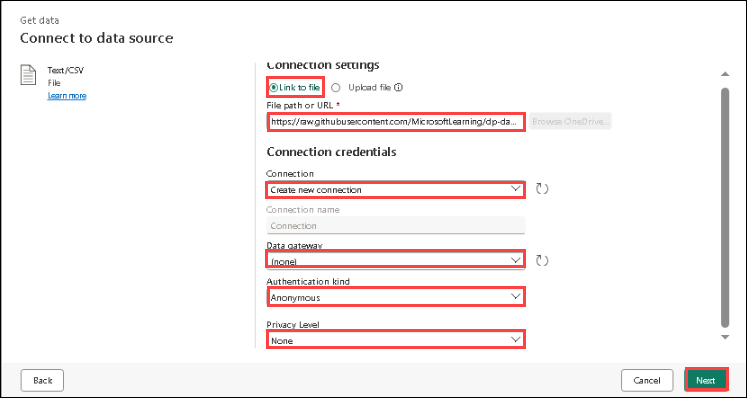 Get data
Connect to data source
Text/CSV
File
Learn more
Connection settings
Link to file Upload file
File path or URL *
https://raw.githubusercontent.com/MicrosoftLearning/dp-da... Browse OneDrive...
Connection credentials
Connection
Create new connection
Connection name
Connection
Data gateway
(none)
Authentication kind
Anonymous
Privacy Level
None
Back Cancel Next